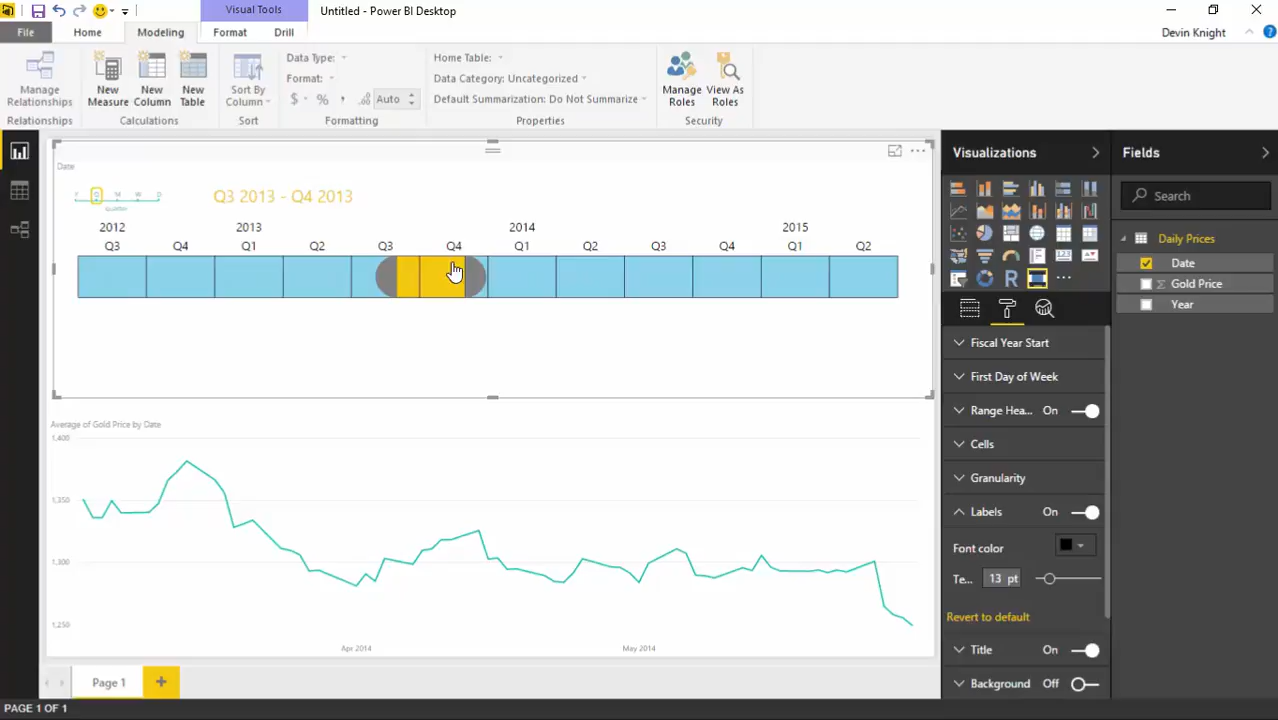 Visual Tools
Untitled - Power BI Desktop
File
Home
Modeling
Format
Drill
Devin Knight
Manage Relationships
New Measure
New Column
New Table
Sort By Column
Data Type:
Format:
$ % , .00 Auto
Home Table:
Data Category: Uncategorized
Default Summarization: Do Not Summarize
Manage Roles
View As Roles
Relationships
Calculations
Sort
Formatting
Properties
Security
Date
Y Q M W D
QUARTER
Q3 2013 - Q4 2013
2012 2013 2014 2015
Q3 Q4 Q1 Q2 Q3 Q4 Q1 Q2 Q3 Q4 Q1 Q2
Average of Gold Price by Date
1,400
1,350
1,300
1,250
Apr 2014 May 2014
Page 1
PAGE 1 OF 1
Visualizations
R
Fiscal Year Start
First Day of Week
Range Hea... On
Cells
Granularity
Labels On
Font color
Te... 13 pt
Revert to default
Title On
Background Off
Fields
Search
Daily Prices
Date
Σ Gold Price
Year